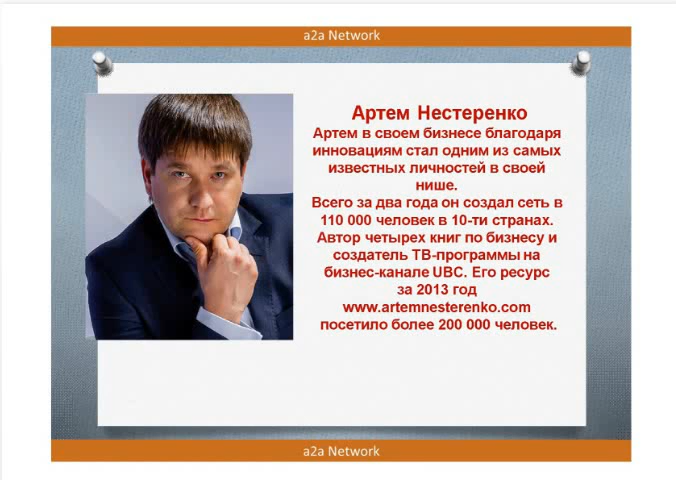 a2a Network
Артем Нестеренко
Артем в своем бизнесе благодаря
инновациям стал одним из самых
известных личностей в своей
нише.
Всего за два года он создал сеть в
110 000 человек в 10-ти странах.
Автор четырех книг по бизнесу и
создатель ТВ-программы на
бизнес-канале UBC. Его ресурс
за 2013 год
www.artemnesterenko.com
посетило более 200 000 человек.
a2a Network